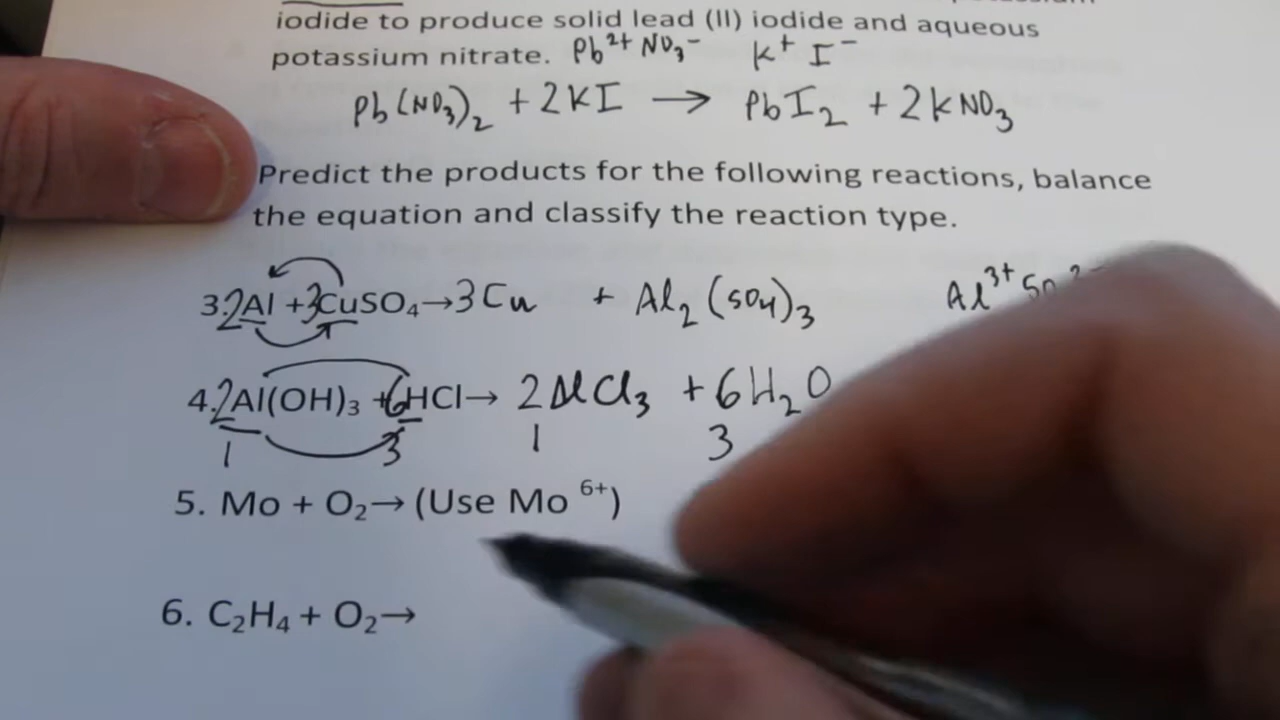 iodide to produce solid lead (II) iodide and aqueous
potassium nitrate. Pb²⁺ NO₃⁻ K⁺ I⁻
Pb(NO₃)₂ + 2KI → PbI₂ + 2KNO₃
Predict the products for the following reactions, balance
the equation and classify the reaction type.
3. 2Al + 3CuSO₄ → 3Cu + Al₂(SO₄)₃ Al³⁺
4. 2Al(OH)₃ + 6HCl → 2AlCl₃ + 6H₂O
1 3 1 3
5. Mo + O₂ → (Use Mo ⁶⁺)
6. C₂H₄ + O₂ →